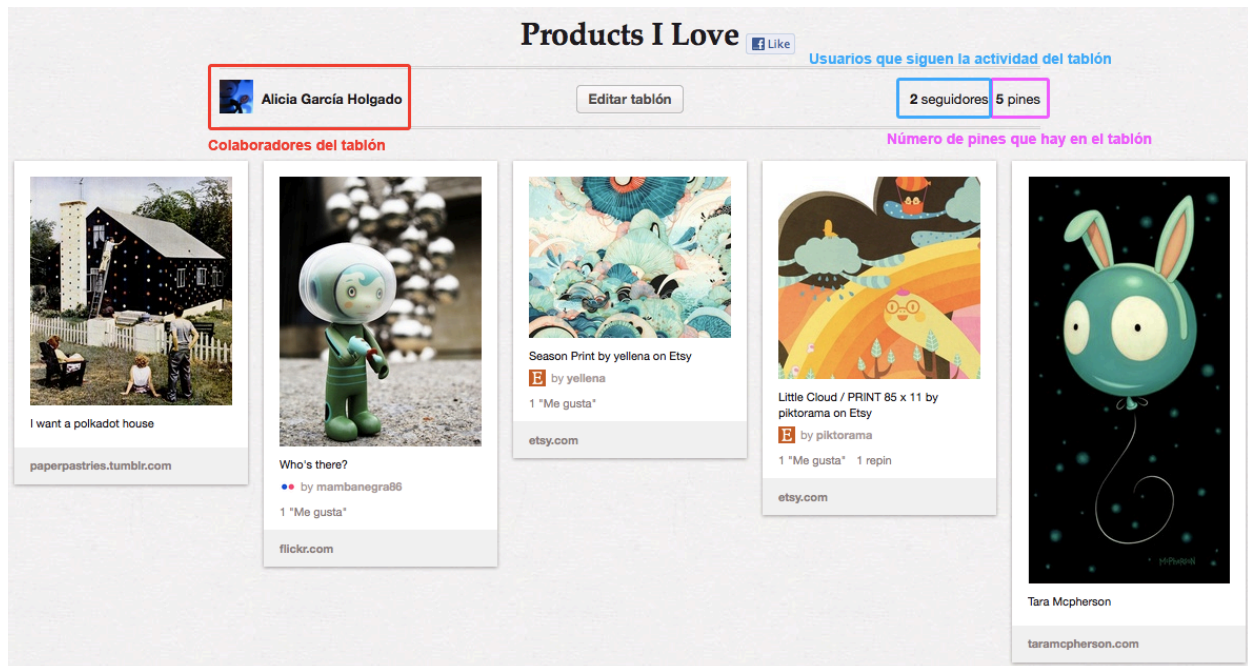 Products I Love
Like
Usuarios que siguen la actividad del tablón
Alicia García Holgado
Editar tablón
2 seguidores 5 pines
Colaboradores del tablón
Número de pines que hay en el tablón
I want a polkadot house
paperpastries.tumblr.com
Who's there?
by mambanegra86
1 "Me gusta"
flickr.com
Season Print by yellena on Etsy
E by yellena
1 "Me gusta"
etsy.com
Little Cloud / PRINT 85 x 11 by
piktorama on Etsy
E by piktorama
1 "Me gusta" 1 repin
etsy.com
McPHERSON
Tara Mcpherson
taramcpherson.com